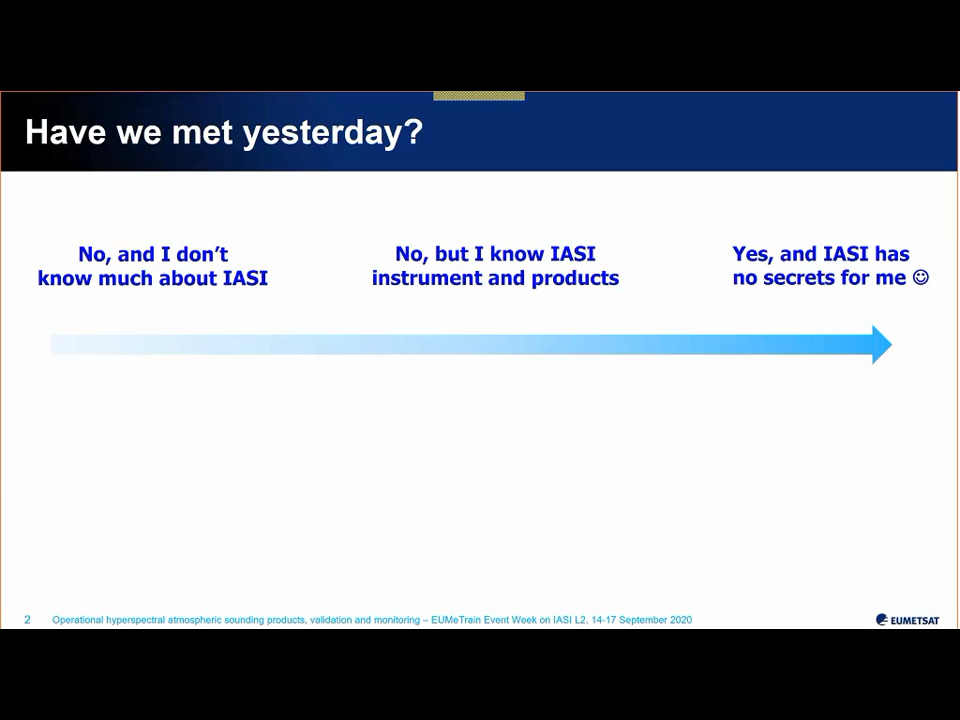 Have we met yesterday?
No, and I don't
know much about IASI
No, but I know IASI
instrument and products
Yes, and IASI has
no secrets for me ☺
2 Operational hyperspectral atmospheric sounding products, validation and monitoring – EUMeTrain Event Week on IASI L2, 14-17 September 2020
EUMETSAT